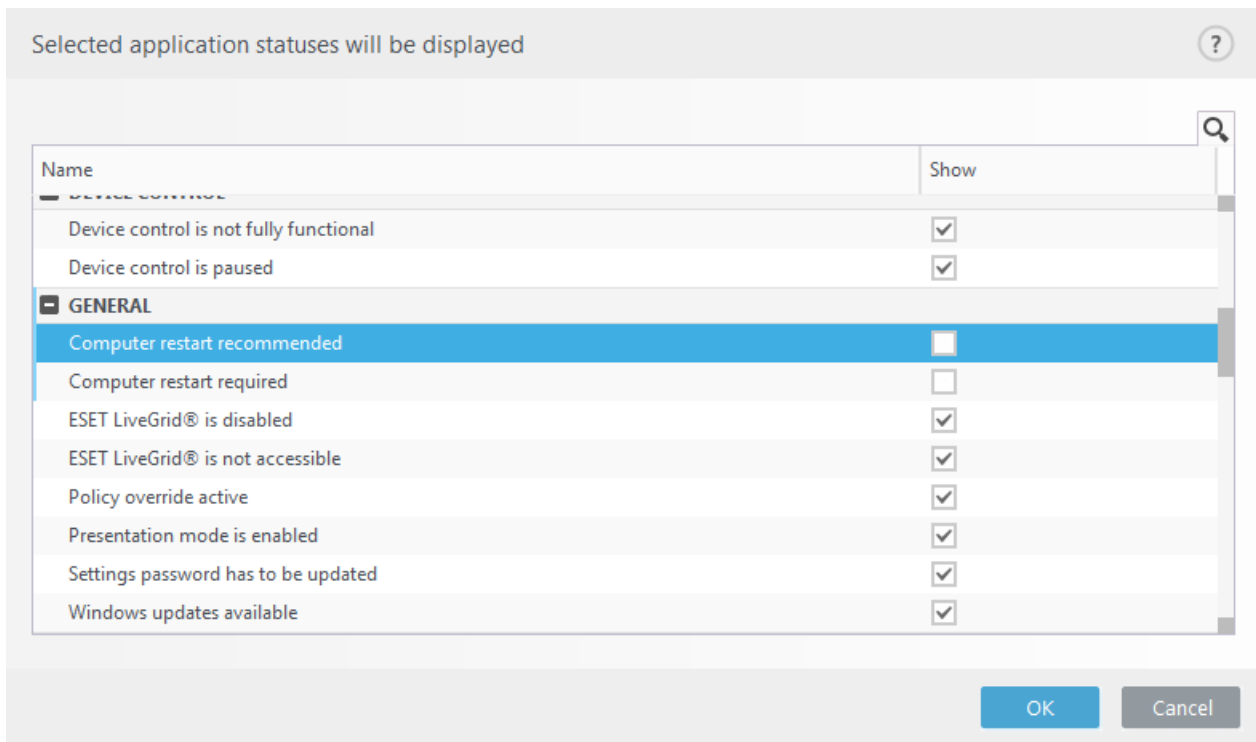 Selected application statuses will be displayed
?
Name Show
DEVICE CONTROL
Device control is not fully functional
Device control is paused
GENERAL
Computer restart recommended
Computer restart required
ESET LiveGrid® is disabled
ESET LiveGrid® is not accessible
Policy override active
Presentation mode is enabled
Settings password has to be updated
Windows updates available
OK Cancel